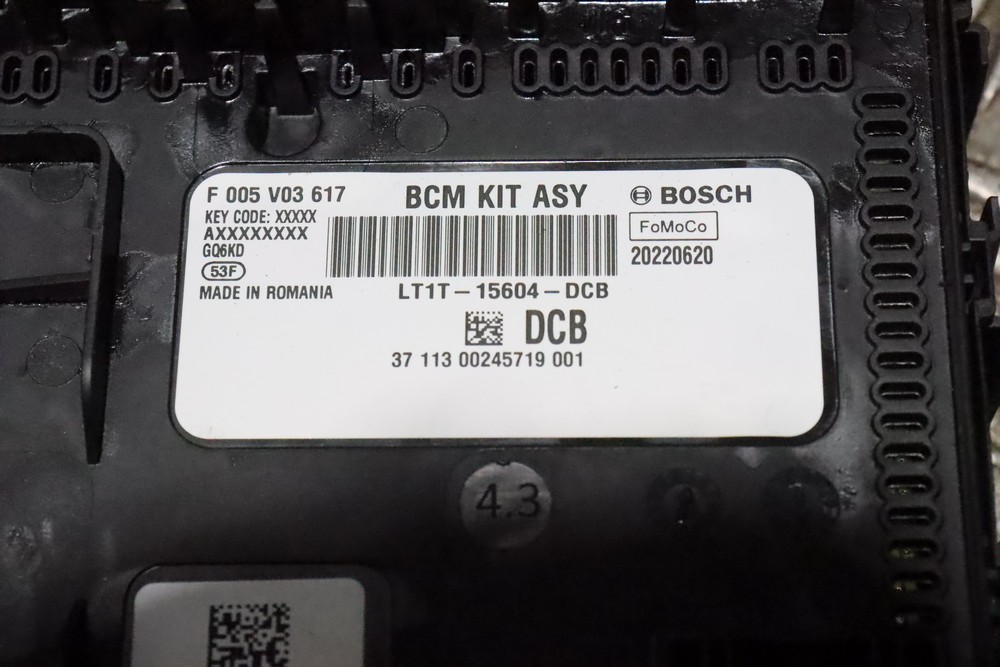 F 005 V03 617
BCM KIT ASY
BOSCH
KEY CODE: XXXXX
AXXXXXXXX
GQ6KD
53F
MADE IN ROMANIA
FoMoCo
20220620
LT1T-15604-DCB
DCB
37 113 00245719 001
4.3